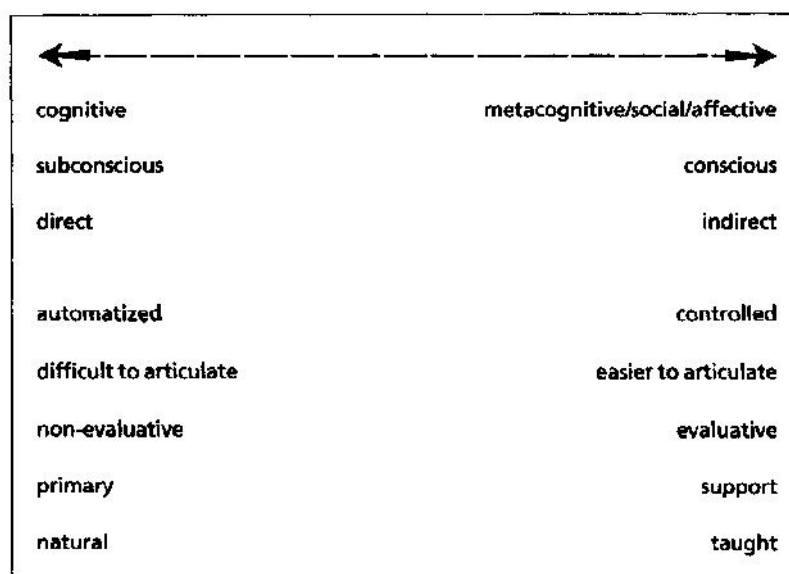 cognitive metacognitive/social/affective
subconscious conscious
direct indirect
automatized controlled
difficult to articulate easier to articulate
non-evaluative evaluative
primary support
natural taught